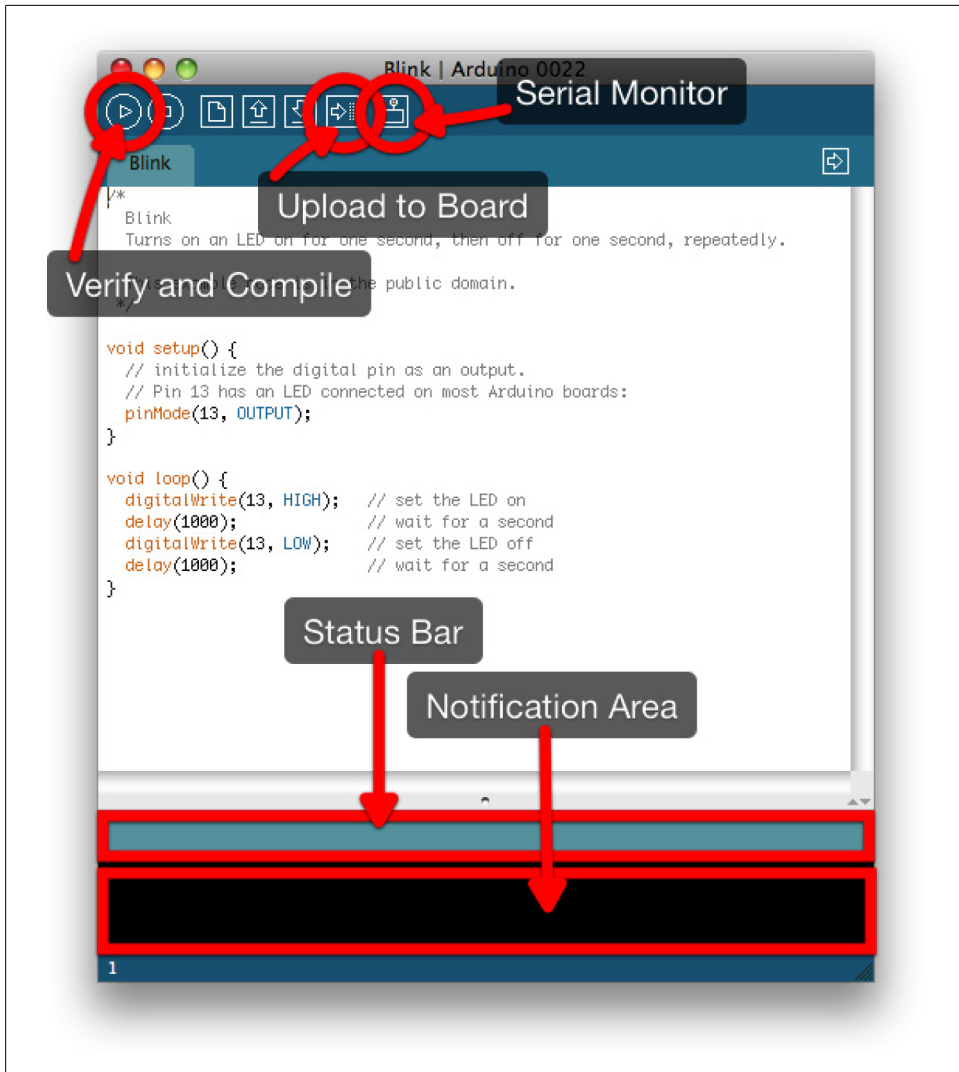 Blink | Arduino 0022
Serial Monitor
Blink
Upload to Board
/*
Blink
Turns on an LED on for one second, then off for one second, repeatedly.
Verify and Compile
the public domain.
*/
void setup() {
// initialize the digital pin as an output.
// Pin 13 has an LED connected on most Arduino boards:
pinMode(13, OUTPUT);
}
void loop() {
digitalWrite(13, HIGH);   // set the LED on
delay(1000);              // wait for a second
digitalWrite(13, LOW);    // set the LED off
delay(1000);              // wait for a second
}
Status Bar
Notification Area
1